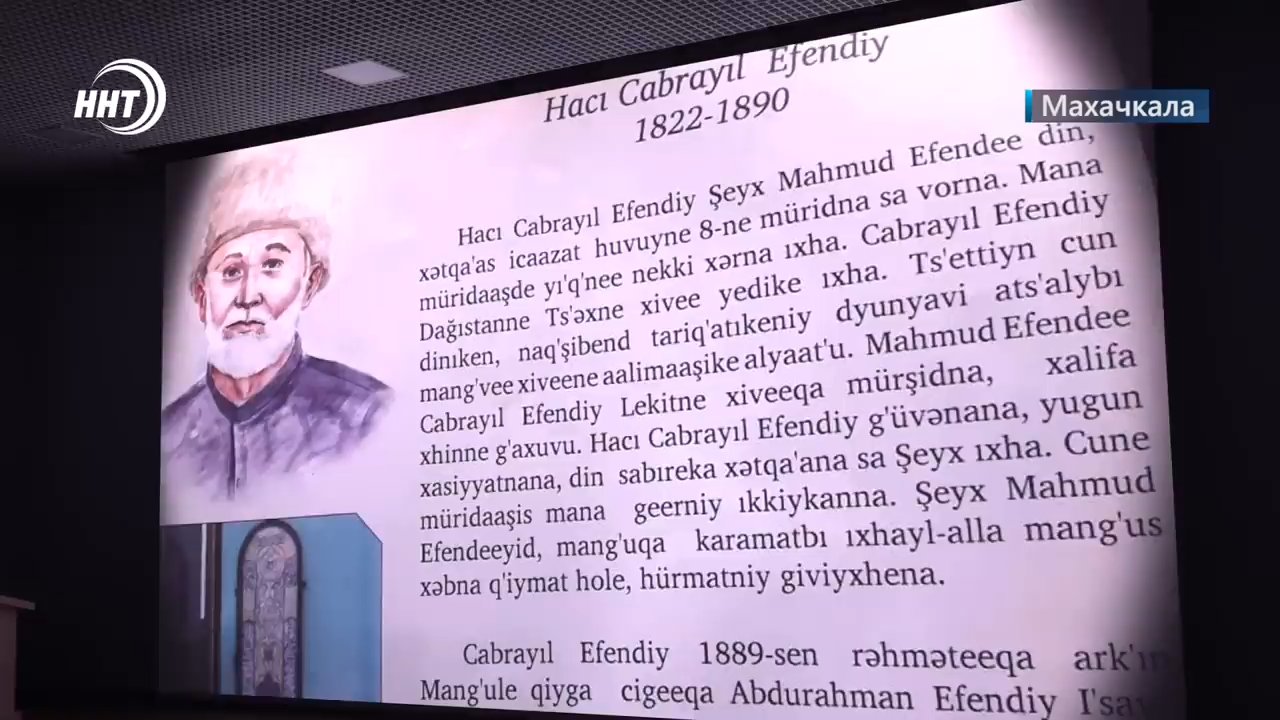 ННТ
Махачкала
Hacı Cabrayıl Efendiy
1822-1890
Hacı Cabrayıl Efendiy Şeyx Mahmud Efendee din,
xətqa'as icaazat huvuyne 8-ne müridna sa vorna. Mana
müridaaşde yı'q'nee nekki xərna ıxha. Cabrayıl Efendiy
Dağıstanne Ts'əxne xivee yedike ıxha. Ts'ettiyn cun
dinıken, naq'şibend tariq'atıkeniy dyunyavi ats'alybı
mang'vee xiveene aalimaaşike alyaat'u. Mahmud Efendee
Cabrayıl Efendiy Lekitne xiveeqa mürşidna, xalifa
xhinne g'axuvu. Hacı Cabrayıl Efendiy g'üvənana, yugun
xasiyyatnana, din sabıreka xətqa'ana sa Şeyx ıxha. Cune
müridaaşis mana geerniy ıkkiykanna. Şeyx Mahmud
Efendeeyid, mang'uqa karamatbı ıxhayl-alla mang'us
xəbna q'iymat hole, hürmatniy giviyxhena.
Cabrayıl Efendiy 1889-sen rəhməteeqa
Mang'ule qiyga cigeeqa Abdurahman Efendiy